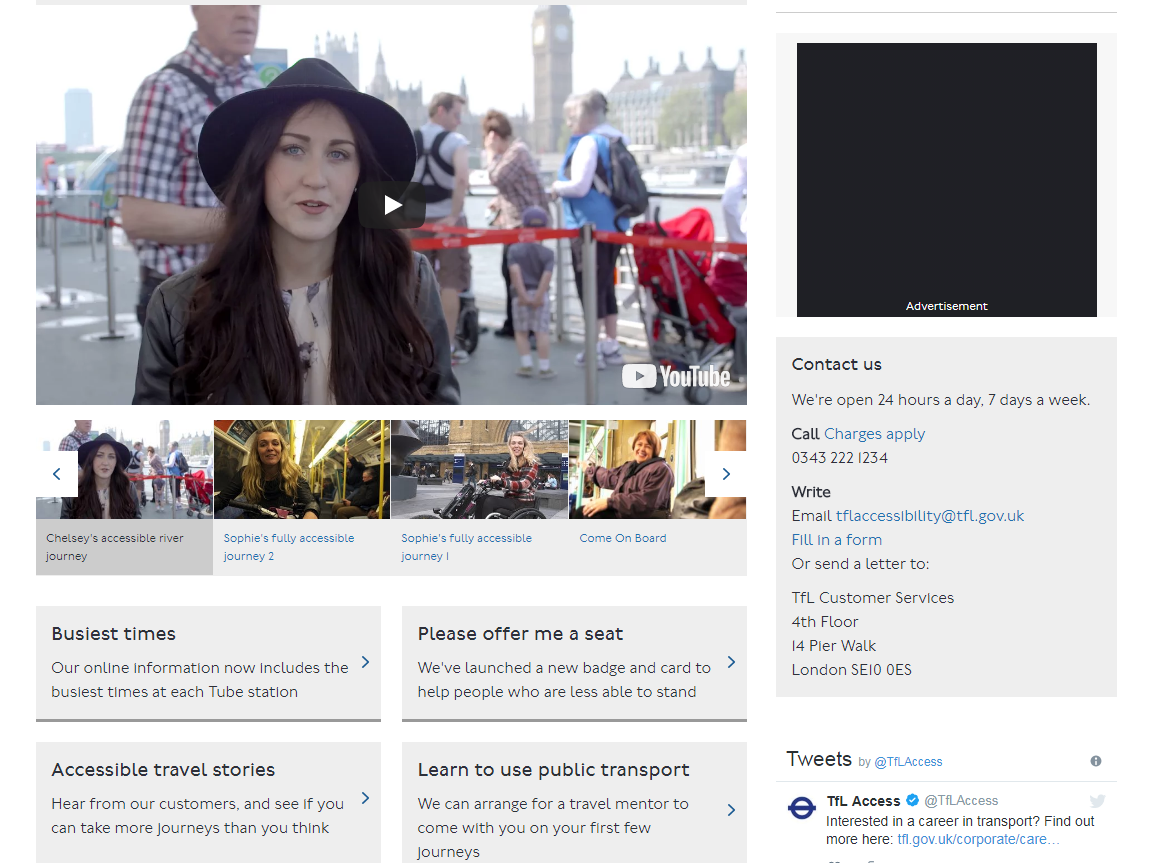 YouTube
Chelsey's accessible river
journey
Sophie's fully accessible
journey 2
Sophie's fully accessible
journey 1
Come On Board
Busiest times
Our online information now includes the
busiest times at each Tube station
Please offer me a seat
We've launched a new badge and card to
help people who are less able to stand
Accessible travel stories
Hear from our customers, and see if you
can take more journeys than you think
Learn to use public transport
We can arrange for a travel mentor to
come with you on your first few
journeys
Advertisement
Contact us
We're open 24 hours a day, 7 days a week.
Call Charges apply
0343 222 1234
Write
Email tflaccessibility@tfl.gov.uk
Fill in a form
Or send a letter to:
TfL Customer Services
4th Floor
14 Pier Walk
London SE10 0ES
Tweets by @TfLAccess
TfL Access @TfLAccess
Interested in a career in transport? Find out
more here: tfl.gov.uk/corporate/care…